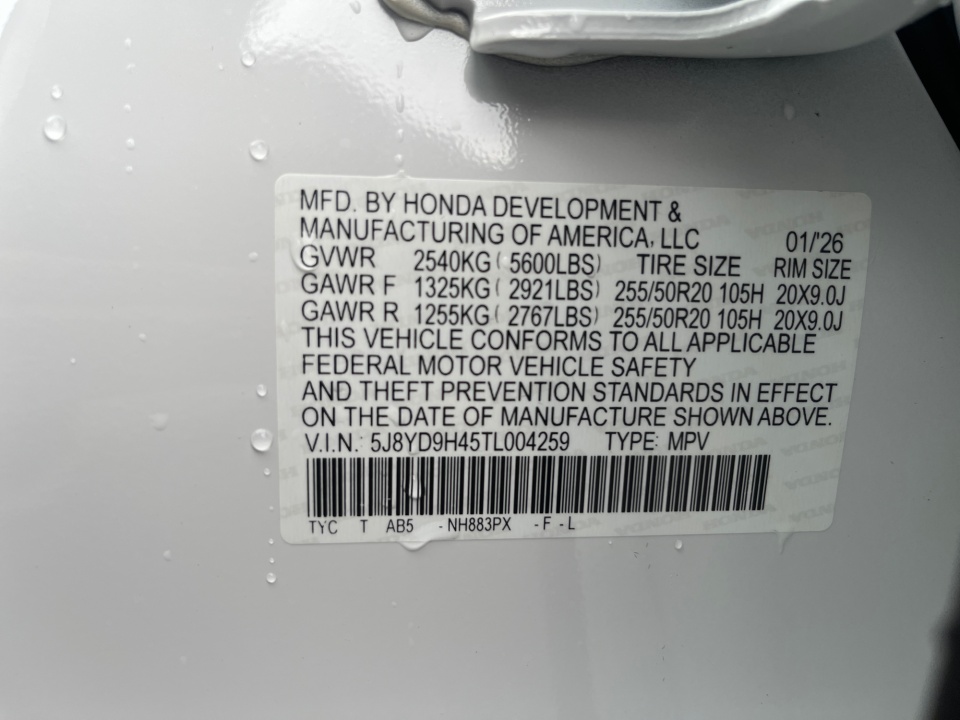 MFD. BY HONDA DEVELOPMENT &
MANUFACTURING OF AMERICA, LLC 01/'26
GVWR 2540KG ( 5600LBS) TIRE SIZE RIM SIZE
GAWR F 1325KG ( 2921LBS) 255/50R20 105H 20X9.0J
GAWR R 1255KG ( 2767LBS) 255/50R20 105H 20X9.0J
THIS VEHICLE CONFORMS TO ALL APPLICABLE
FEDERAL MOTOR VEHICLE SAFETY
AND THEFT PREVENTION STANDARDS IN EFFECT
ON THE DATE OF MANUFACTURE SHOWN ABOVE.
V.I.N.: 5J8YD9H45TL004259 TYPE: MPV
TYC T AB5 -NH883PX -F -L